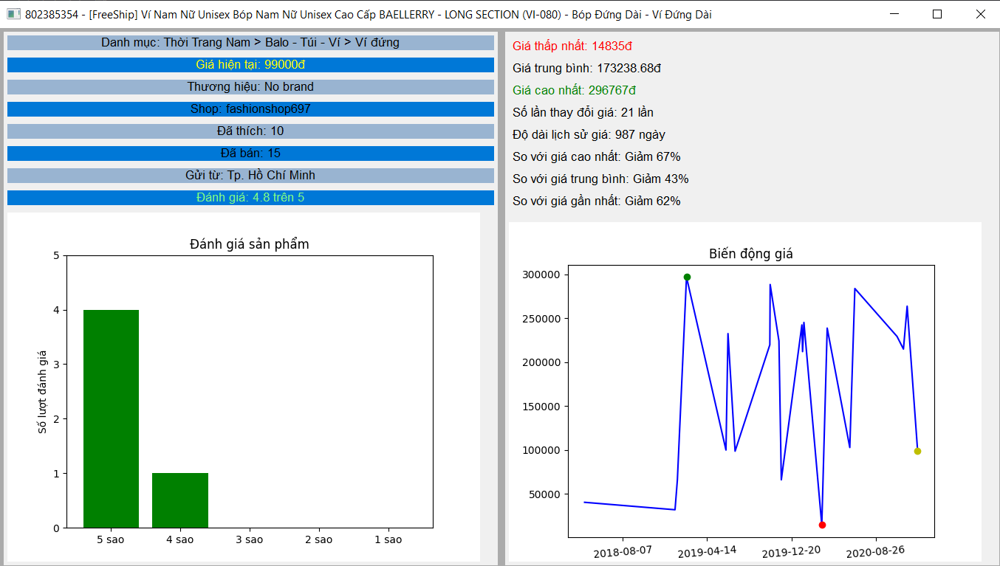 802385354 - [FreeShip] Ví Nam Nữ Unisex Bóp Nam Nữ Unisex Cao Cấp BAELLERRY - LONG SECTION (VI-080) - Bóp Đứng Dài - Ví Đứng Dài
Danh mục: Thời Trang Nam > Balo - Túi - Ví > Ví đứng
Giá hiện tại: 99000đ
Thương hiệu: No brand
Shop: fashionshop697
Đã thích: 10
Đã bán: 15
Gửi từ: Tp. Hồ Chí Minh
Đánh giá: 4.8 trên 5
Đánh giá sản phẩm
5
4
3
2
1
0
Số lượt đánh giá
5 sao 4 sao 3 sao 2 sao 1 sao
Giá thấp nhất: 14835đ
Giá trung bình: 173238.68đ
Giá cao nhất: 296767đ
Số lần thay đổi giá: 21 lần
Độ dài lịch sử giá: 987 ngày
So với giá cao nhất: Giảm 67%
So với giá trung bình: Giảm 43%
So với giá gần nhất: Giảm 62%
Biến động giá
300000
250000
200000
150000
100000
50000
2018-08-07 2019-04-14 2019-12-20 2020-08-26